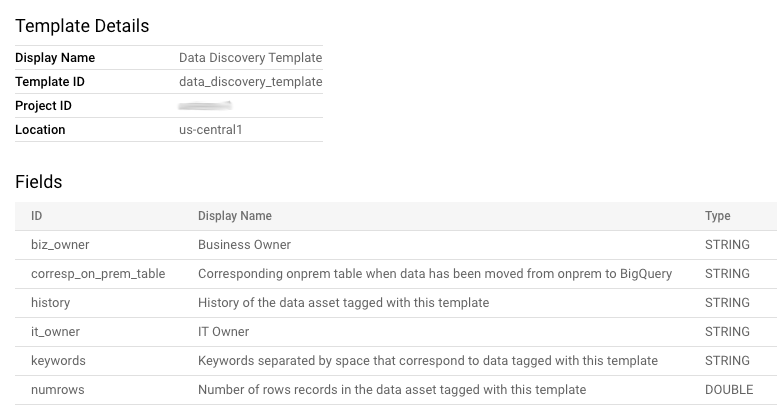 Template Details
Display Name Data Discovery Template
Template ID data_discovery_template
Project ID
Location us-central1
Fields
ID Display Name Type
biz_owner Business Owner STRING
corresp_on_prem_table Corresponding onprem table when data has been moved from onprem to BigQuery STRING
history History of the data asset tagged with this template STRING
it_owner IT Owner STRING
keywords Keywords separated by space that correspond to data tagged with this template STRING
numrows Number of rows records in the data asset tagged with this template DOUBLE